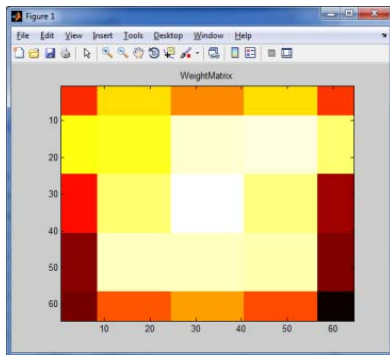 Figure 1
File Edit View Insert Tools Desktop Window Help
WeightMatrix
10
20
30
40
50
60
10 20 30 40 50 60